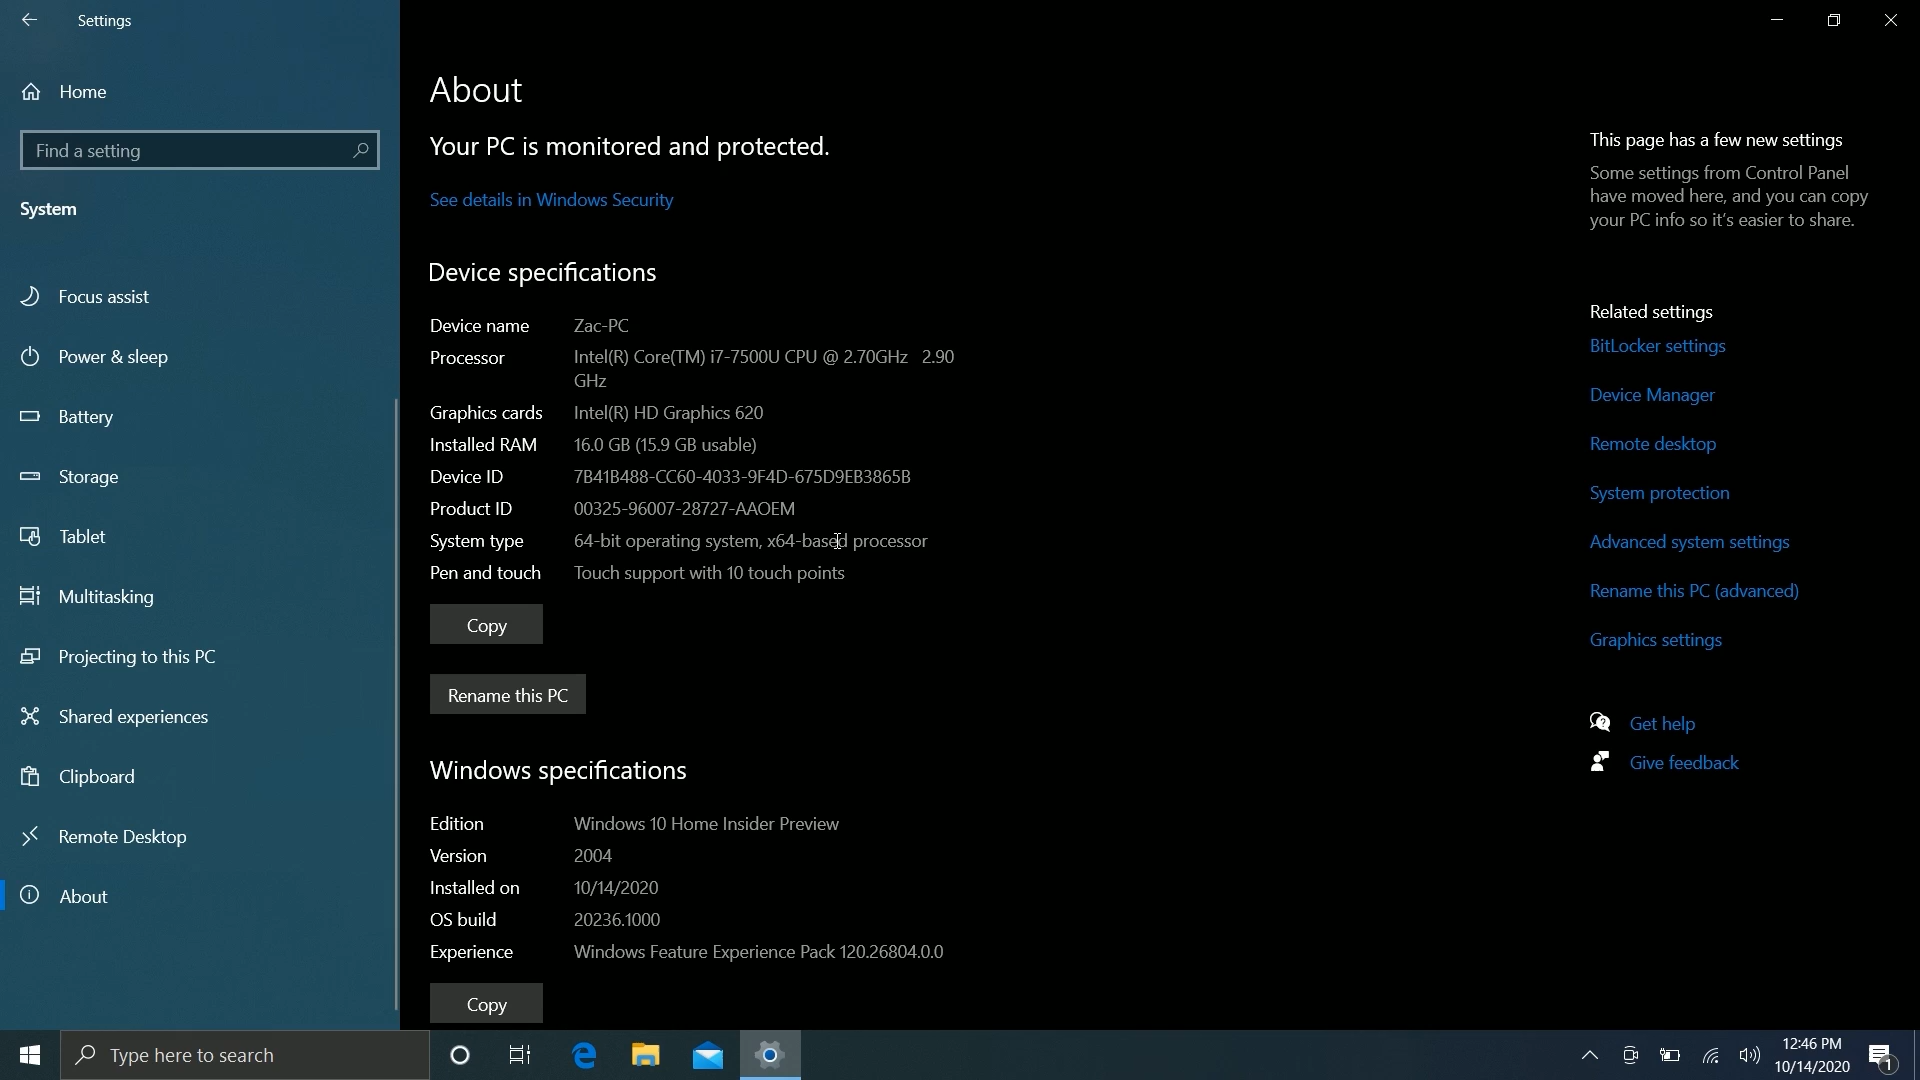 Settings
Home
Find a setting
System
Focus assist
Power & sleep
Battery
Storage
Tablet
Multitasking
Projecting to this PC
Shared experiences
Clipboard
Remote Desktop
About
About
Your PC is monitored and protected.
See details in Windows Security
Device specifications
Device name Zac-PC
Processor Intel(R) Core(TM) i7-7500U CPU @ 2.70GHz 2.90
GHz
Graphics cards Intel(R) HD Graphics 620
Installed RAM 16.0 GB (15.9 GB usable)
Device ID 7B41B488-CC60-4033-9F4D-675D9EB3865B
Product ID 00325-96007-28727-AAOEM
System type 64-bit operating system, x64-based processor
Pen and touch Touch support with 10 touch points
Copy
Rename this PC
Windows specifications
Edition Windows 10 Home Insider Preview
Version 2004
Installed on 10/14/2020
OS build 20236.1000
Experience Windows Feature Experience Pack 120.26804.0.0
Copy
This page has a few new settings
Some settings from Control Panel
have moved here, and you can copy
your PC info so it's easier to share.
Related settings
BitLocker settings
Device Manager
Remote desktop
System protection
Advanced system settings
Rename this PC (advanced)
Graphics settings
Get help
Give feedback
Type here to search
12:46 PM
10/14/2020
1